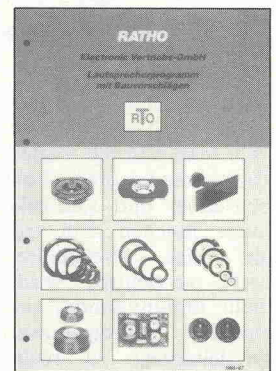 RATHO
Electronic Vertriebs-GmbH
Lautsprecherprogramm
mit Bauvorschlägen
RTO